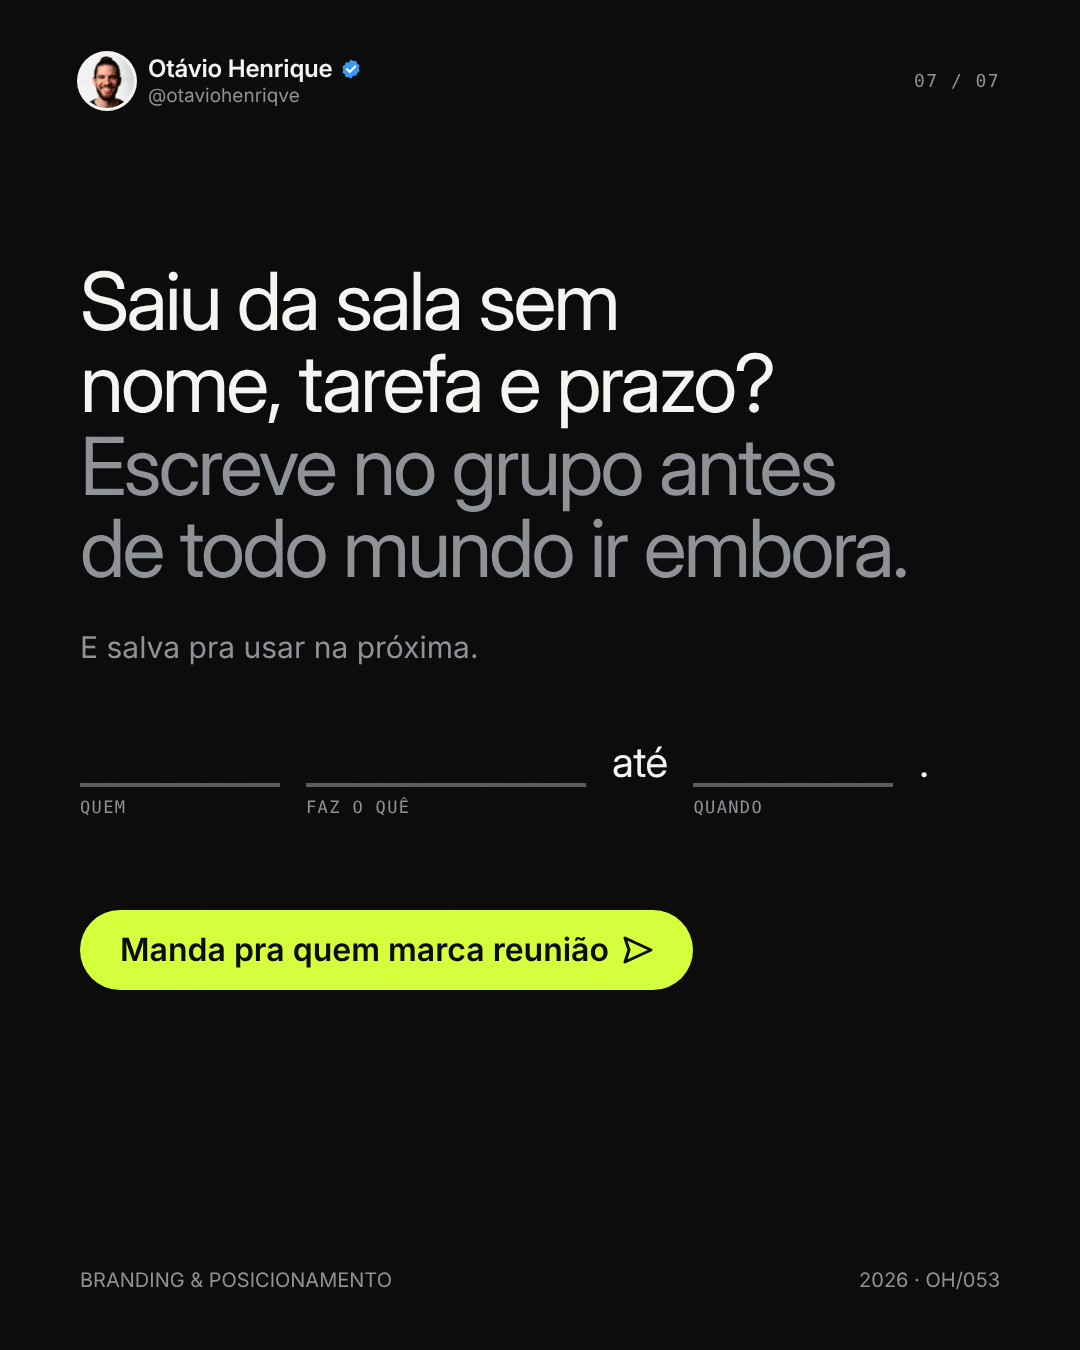 Otávio Henrique
@otaviohenriqve
07 / 07
Saiu da sala sem
nome, tarefa e prazo?
Escreve no grupo antes
de todo mundo ir embora.
E salva pra usar na próxima.
até .
QUEM FAZ O QUÊ QUANDO
Manda pra quem marca reunião
BRANDING & POSICIONAMENTO
2026 · OH/053